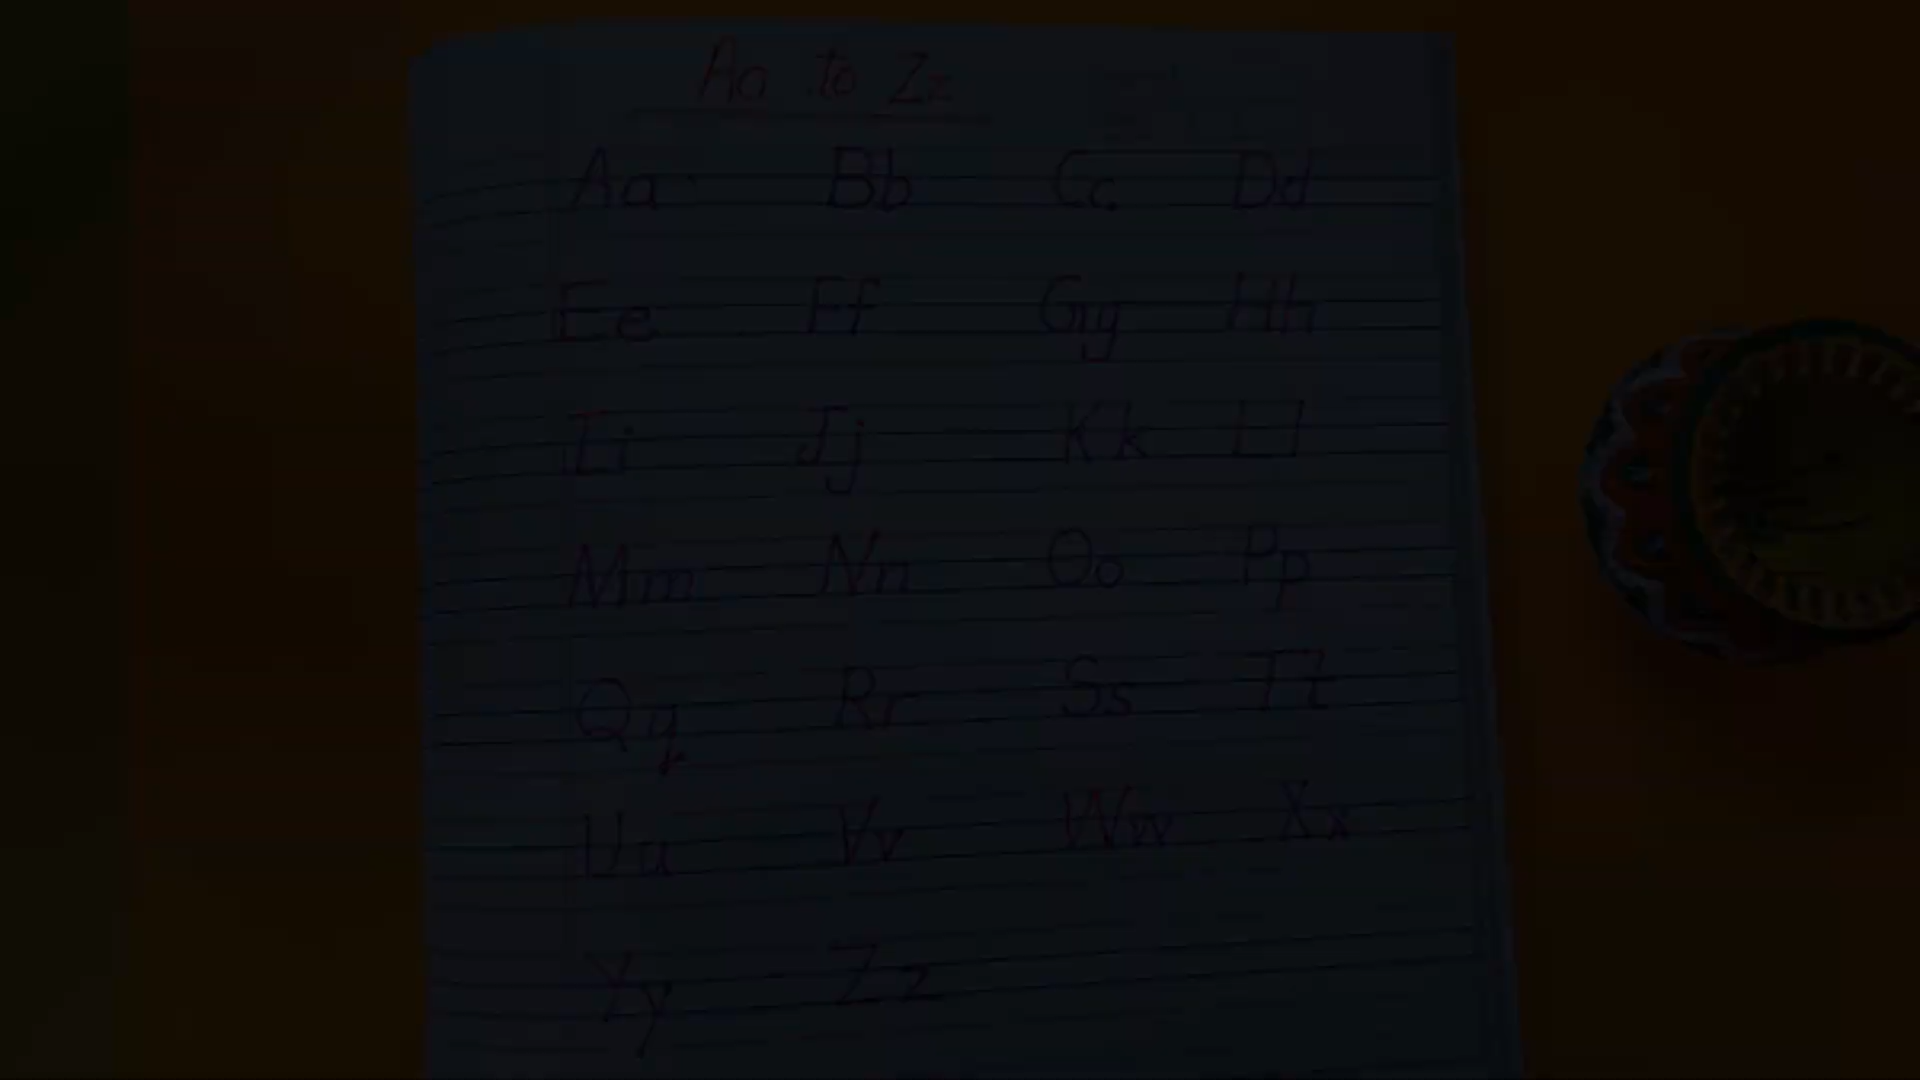 Aa to Zz
Aa Bb Cc Dd
Ee Ff Gg Hh
Ii Jj Kk Ll
Mm Nn Oo Pp
Qq Rr Ss Tt
Uu Vv Ww Xx
Yy Zz